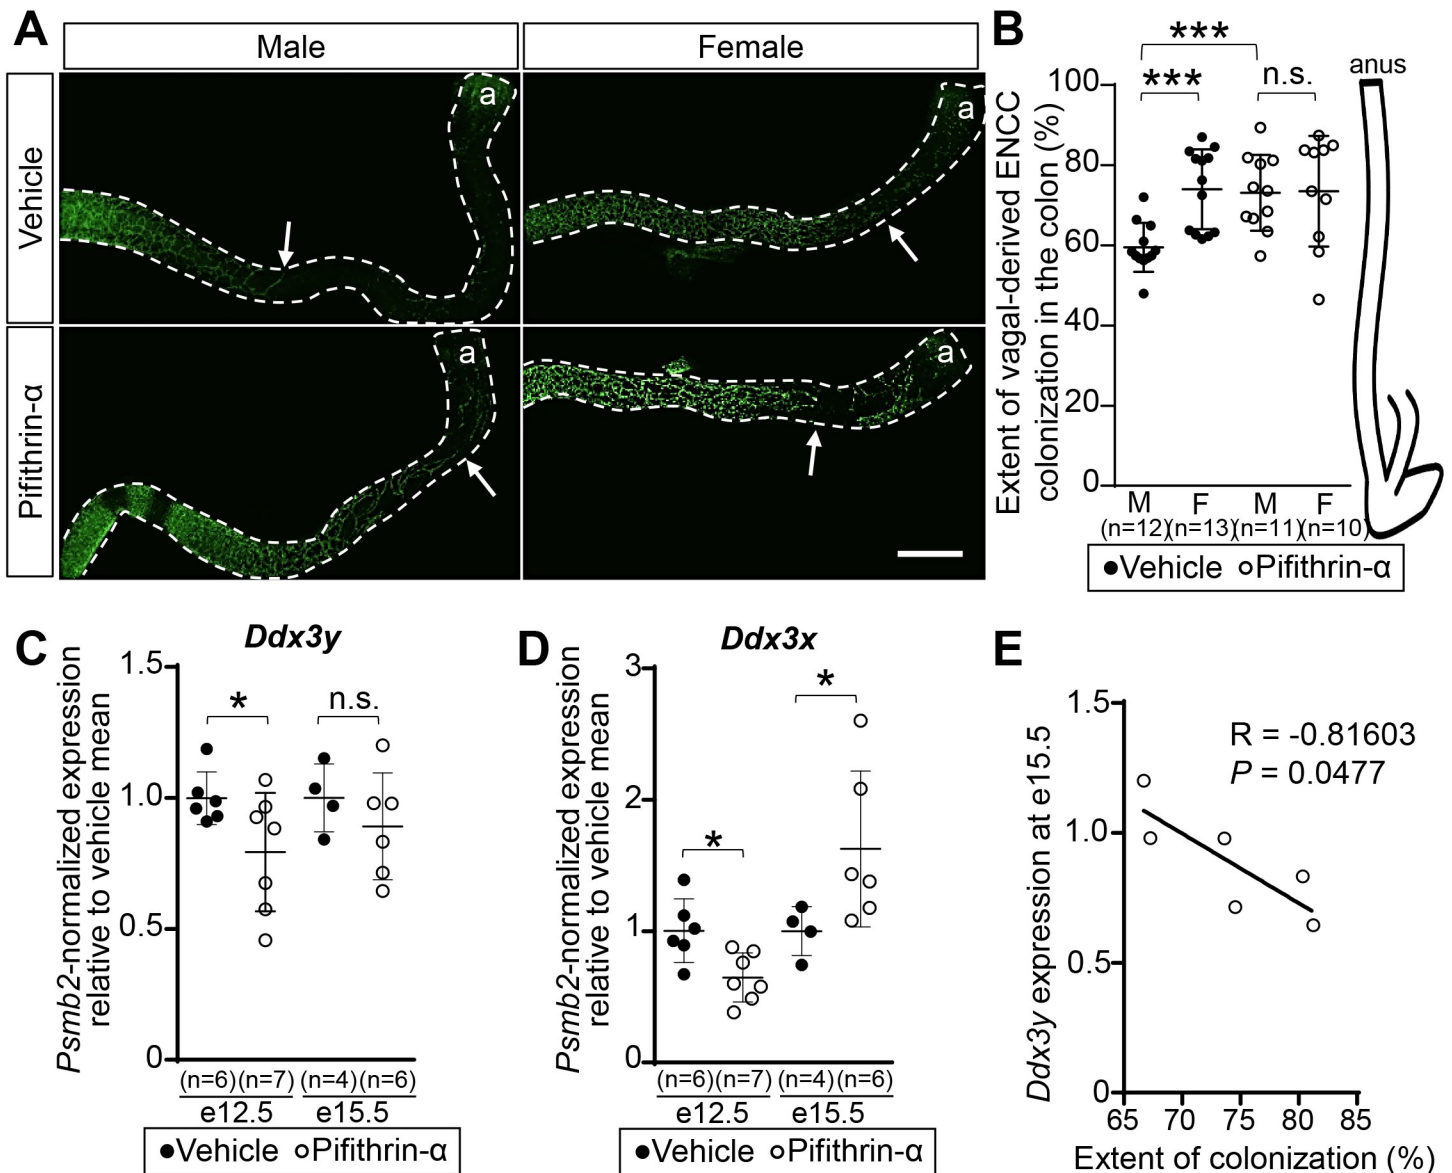 A
Male
Female
Vehicle
Pifithrin-α
a
a
a
a
B
Extent of vagal-derived ENCC
colonization in the colon (%)
100
80
60
40
20
0
***
***
n.s.
anus
M F M F
(n=12)(n=13)(n=11)(n=10)
●Vehicle ○Pifithrin-α
C
Ddx3y
Psmb2-normalized expression
relative to vehicle mean
1.5
1.0
0.5
0
*
n.s.
(n=6)(n=7) (n=4)(n=6)
e12.5 e15.5
●Vehicle ○Pifithrin-α
D
Ddx3x
Psmb2-normalized expression
relative to vehicle mean
3
2
1
0
*
*
(n=6)(n=7) (n=4)(n=6)
e12.5 e15.5
●Vehicle ○Pifithrin-α
E
Ddx3y expression at e15.5
1.5
1.0
0.5
0
R = -0.81603
P = 0.0477
65 70 75 80 85
Extent of colonization (%)